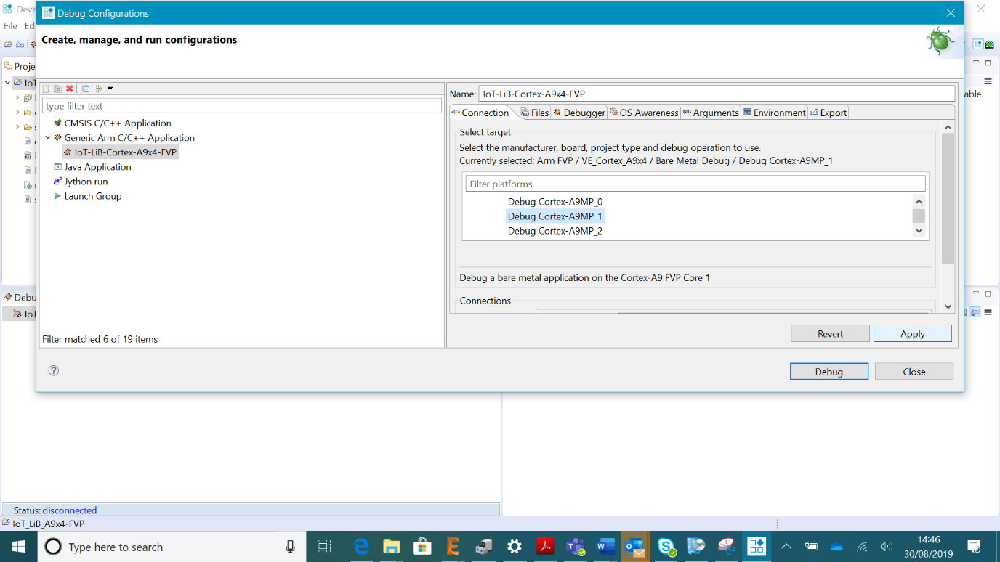 Deve
Debug Configurations
File Ed
Create, manage, and run configurations
Proje
IoT
able.
Name: IoT-LiB-Cortex-A9x4-FVP
type filter text
CMSIS C/C++ Application
Generic Arm C/C++ Application
IoT-LiB-Cortex-A9x4-FVP
Java Application
Jython run
Launch Group
Filter matched 6 of 19 items
Connection Files Debugger OS Awareness Arguments Environment Export
Select target
Select the manufacturer, board, project type and debug operation to use.
Currently selected: Arm FVP / VE_Cortex_A9x4 / Bare Metal Debug / Debug Cortex-A9MP_1
Filter platforms
Debug Cortex-A9MP_0
Debug Cortex-A9MP_1
Debug Cortex-A9MP_2
Debug a bare metal application on the Cortex-A9 FVP Core 1
Connections
Revert Apply
Debug Close
Debu
IoT
Status: disconnected
IoT_LiB_A9x4-FVP
Type here to search
14:46
30/08/2019